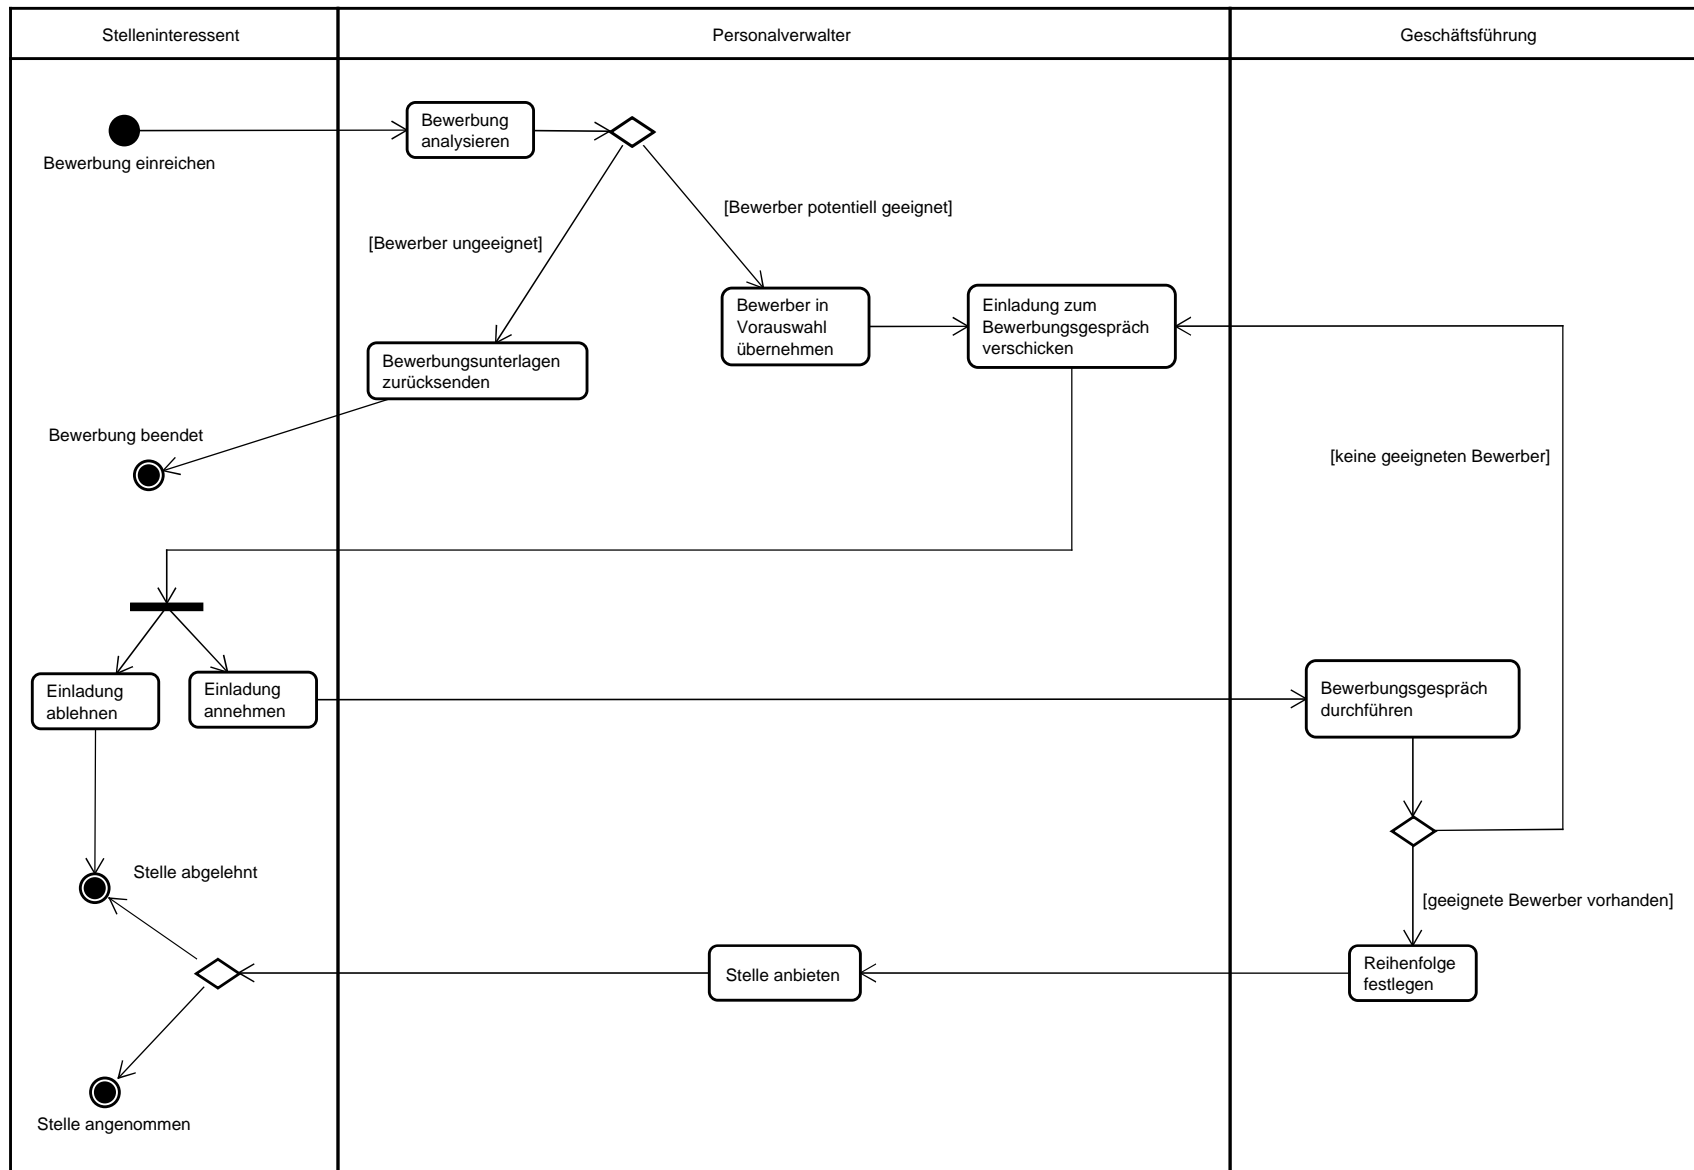 Stelleninteressent
Personalverwalter
Geschäftsführung
Bewerbung
analysieren
Bewerbung einreichen
[Bewerber potentiell geeignet]
[Bewerber ungeeignet]
Bewerber in
Vorauswahl
übernehmen
Einladung zum
Bewerbungsgespräch
verschicken
Bewerbungsunterlagen
zurücksenden
Bewerbung beendet
[keine geeigneten Bewerber]
Einladung
ablehnen
Einladung
annehmen
Bewerbungsgespräch
durchführen
Stelle abgelehnt
[geeignete Bewerber vorhanden]
Stelle anbieten
Reihenfolge
festlegen
Stelle angenommen